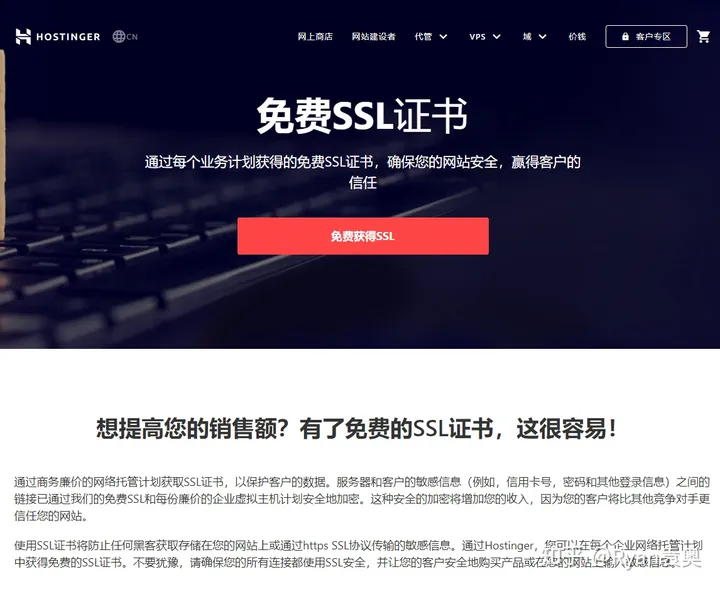 HOSTINGER CN 网上商店 网站建设者 代管 VPS 域 价钱 客户专区
免费SSL证书
通过每个业务计划获得的免费SSL证书，确保您的网站安全，赢得客户的
信任
免费获得SSL
想提高您的销售额？有了免费的SSL证书，这很容易！
通过商务廉价的网络托管计划获取SSL证书，以保护客户的数据。服务器和客户的敏感信息（例如，信用卡号，密码和其他登录信息）之间的
链接已通过我们的免费SSL和每份廉价的企业虚拟主机计划安全地加密。这种安全的加密将增加您的收入，因为您的客户将比其他竞争对手更
信任您的网站。
使用SSL证书将防止任何黑客获取存储在您的网站上或通过https SSL协议传输的敏感信息。通过Hostinger，您可以在每个企业网络托管计划
中获得免费的SSL证书。不要犹豫，请确保您的所有连接都使用SSL安全，并让您的客户安全地购买产品或在您的网站上输入敏感信息。
知乎 @Ryan袁奥